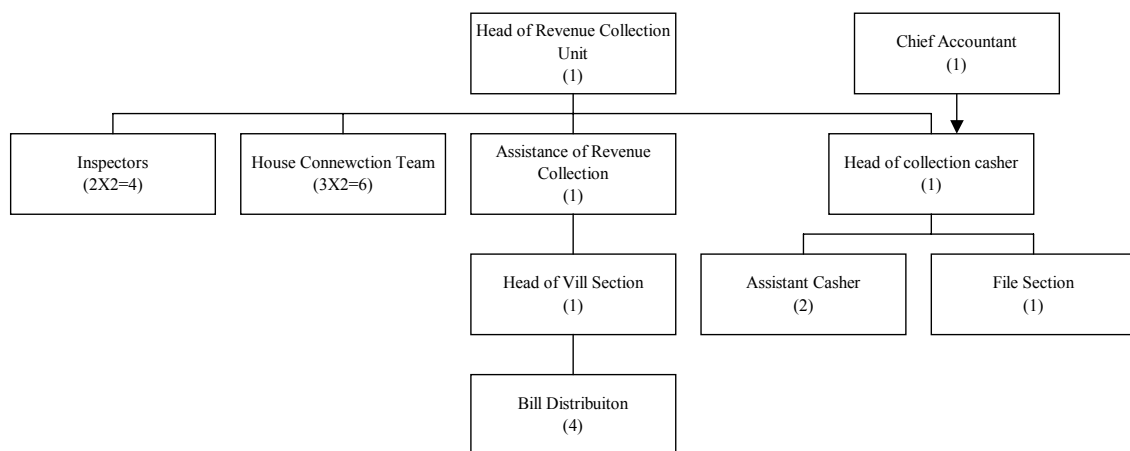 Head of Revenue Collection
Unit
(1)
Chief Accountant
(1)
Inspectors
(2X2=4)
House Connewction Team
(3X2=6)
Assistance of Revenue
Collection
(1)
Head of collection casher
(1)
Head of Vill Section
(1)
Assistant Casher
(2)
File Section
(1)
Bill Distribuiton
(4)